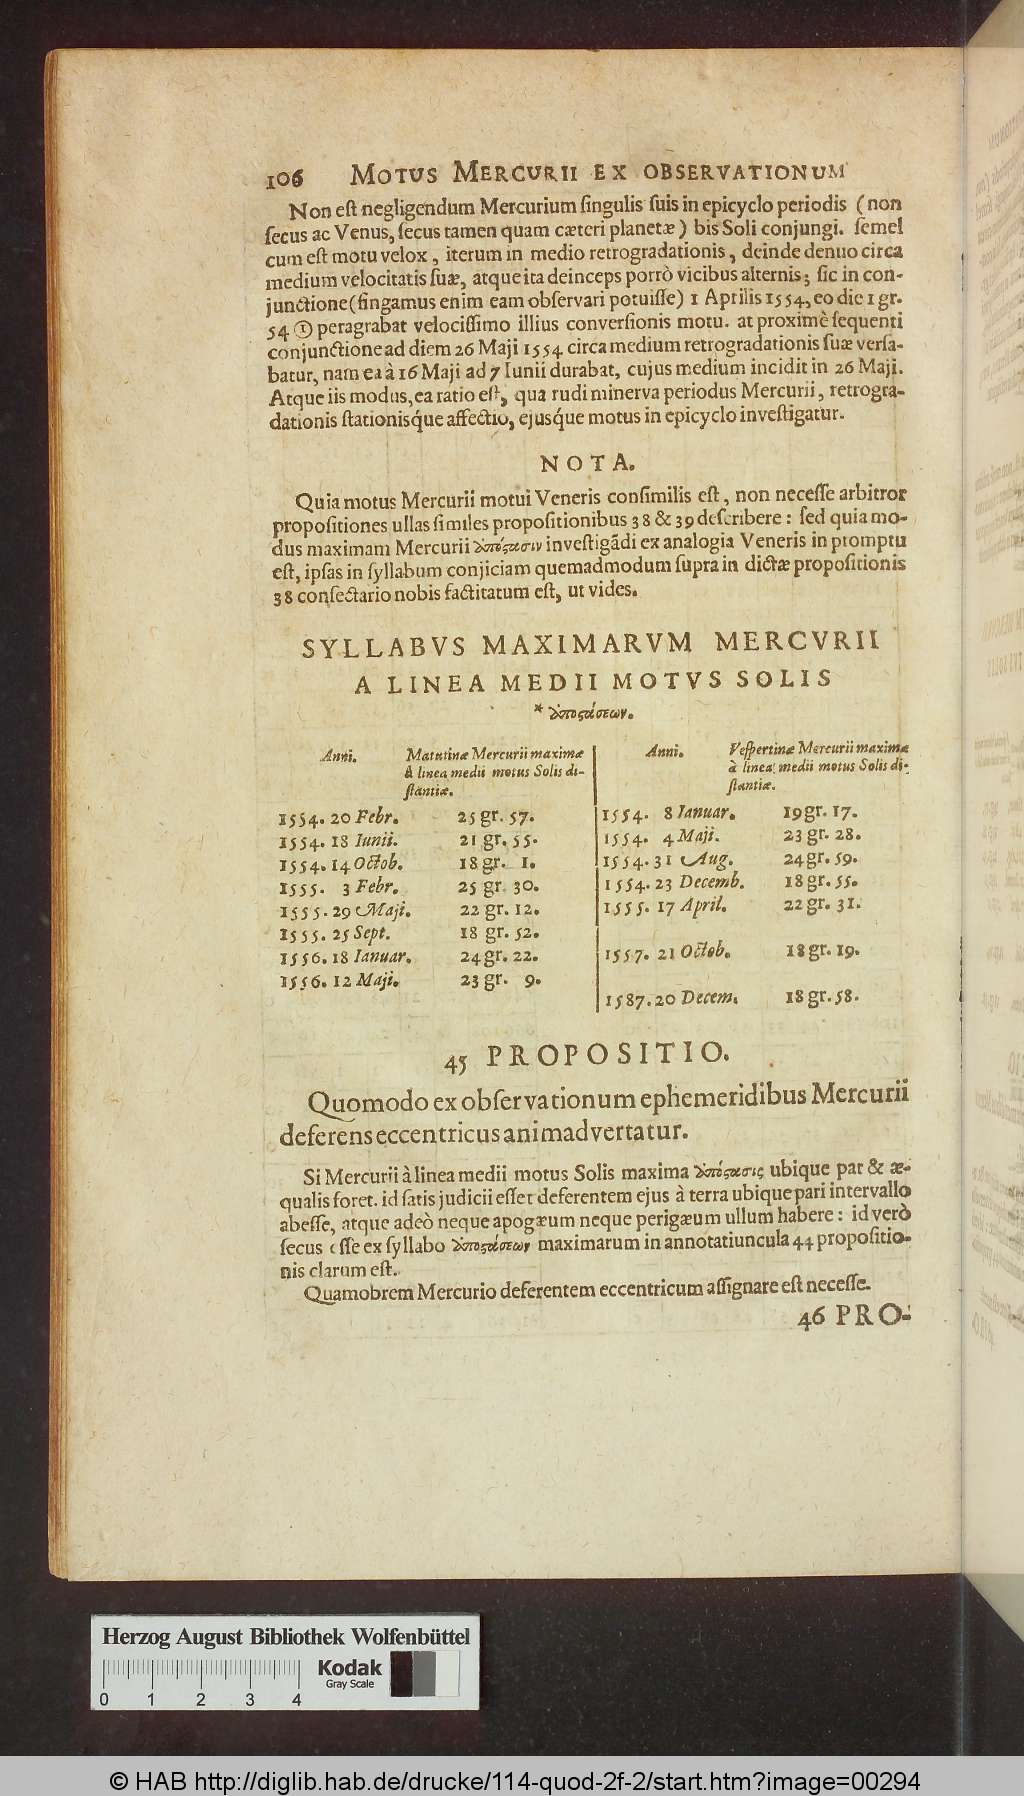 106 MOTUS MERCURII EX OBSERVATIONUM
Non est negligendum Mercurium singulis suis in epicyclo periodis (non
secus ac Venus, secus tamen quam cæteri planetæ) bis Soli conjungi. semel
cum est motu velox, iterum in medio retrogradationis, deinde denuo circa
medium velocitatis suæ, atque ita deinceps porrò vicibus alternis; sic in con-
junctione (fingamus enim eam observari potuisse) 1 Aprilis 1554, eo die 1 gr.
54 ① peragrabat velocissimo illius conversionis motu. at proximè sequenti
conjunctione ad diem 26 Maji 1554 circa medium retrogradationis suæ versa-
batur, nam ea à 16 Maji ad 7 Iunii durabat, cujus medium incidit in 26 Maji.
Atque iis modus, ea ratio est, qua rudi minerva periodus Mercurii, retrogra-
dationis stationisq́ue affectio, ejusq́ue motus in epicyclo investigatur.
NOTA.
Quia motus Mercurii motui Veneris consimilis est, non necesse arbitror
propositiones ullas similes propositionibus 38 & 39 describere: sed quia mo-
dus maximam Mercurii ἀπόστασιν investigādi ex analogia Veneris in promptu
est, ipsas in syllabum conjiciam quemadmodum supra in dictæ propositionis
38 consectario nobis factitatum est, ut vides.
SYLLABVS MAXIMARVM MERCVRII
A LINEA MEDII MOTVS SOLIS
* ἀποστάσεων.
Anni. Matutinæ Mercurii maximæ
à linea medii motus Solis di-
stantiæ.
1554. 20 Febr. 25 gr. 57.
1554. 18 Iunii. 21 gr. 55.
1554. 14 Octob. 18 gr. 1.
1555. 3 Febr. 25 gr. 30.
1555. 29 Maji. 22 gr. 12.
1555. 25 Sept. 18 gr. 52.
1556. 18 Ianuar. 24 gr. 22.
1556. 12 Maji. 23 gr. 9.
Anni. Vespertinæ Mercurii maximæ
à linea medii motus Solis di-
stantiæ.
1554. 8 Ianuar. 19 gr. 17.
1554. 4 Maji. 23 gr. 28.
1554. 31 Aug. 24 gr. 59.
1554. 23 Decemb. 18 gr. 55.
1555. 17 April. 22 gr. 31.
1557. 21 Octob. 18 gr. 19.
1587. 20 Decem. 18 gr. 58.
45 PROPOSITIO.
Quomodo ex observationum ephemeridibus Mercurii
deferens eccentricus animadvertatur.
Si Mercurii à linea medii motus Solis maxima ἀπόστασις ubique par & æ-
qualis foret. id satis judicii esset deferentem ejus à terra ubique pari intervallo
abesse, atque adeò neque apogæum neque perigæum ullum habere: id verò
secus esse ex syllabo ἀποστάσεων maximarum in annotatiuncula 44 propositio-
nis clarum est.
Quamobrem Mercurio deferentem eccentricum assignare est necesse.
46 PRO-
Herzog August Bibliothek Wolfenbüttel
Kodak
Gray Scale
0 1 2 3 4
© HAB http://diglib.hab.de/drucke/114-quod-2f-2/start.htm?image=00294